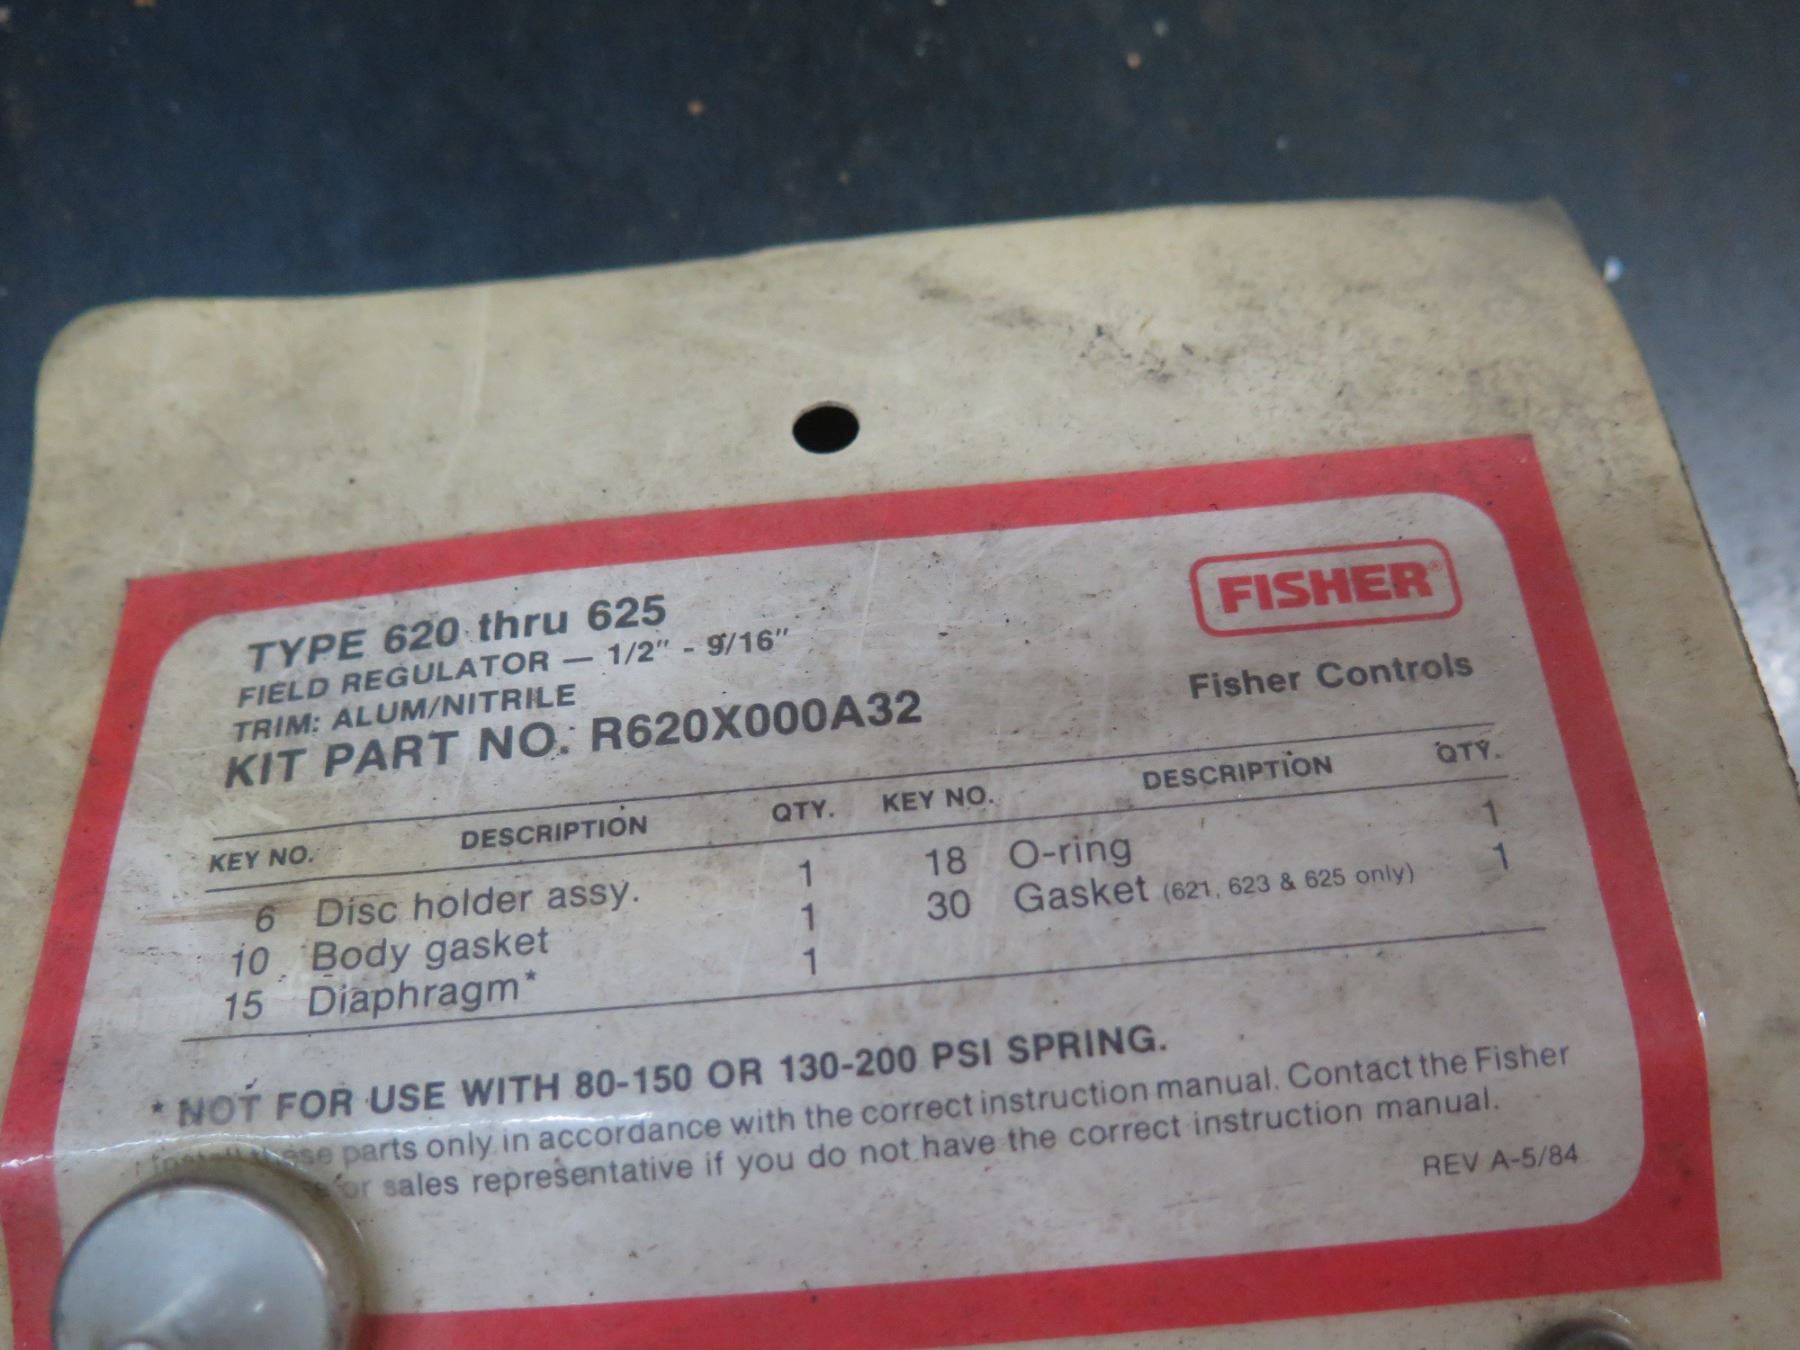 TYPE 620 thru 625
FIELD REGULATOR — 1/2" - 9/16"
TRIM: ALUM/NITRILE
KIT PART NO. R620X000A32
FISHER®
Fisher Controls
KEY NO. DESCRIPTION QTY. KEY NO. DESCRIPTION QTY.
6 Disc holder assy. 1 18 O-ring 1
10 Body gasket 1 30 Gasket (621, 623 & 625 only) 1
15 Diaphragm* 1
* NOT FOR USE WITH 80-150 OR 130-200 PSI SPRING.
Install these parts only in accordance with the correct instruction manual. Contact the Fisher
or sales representative if you do not have the correct instruction manual.
REV A-5/84